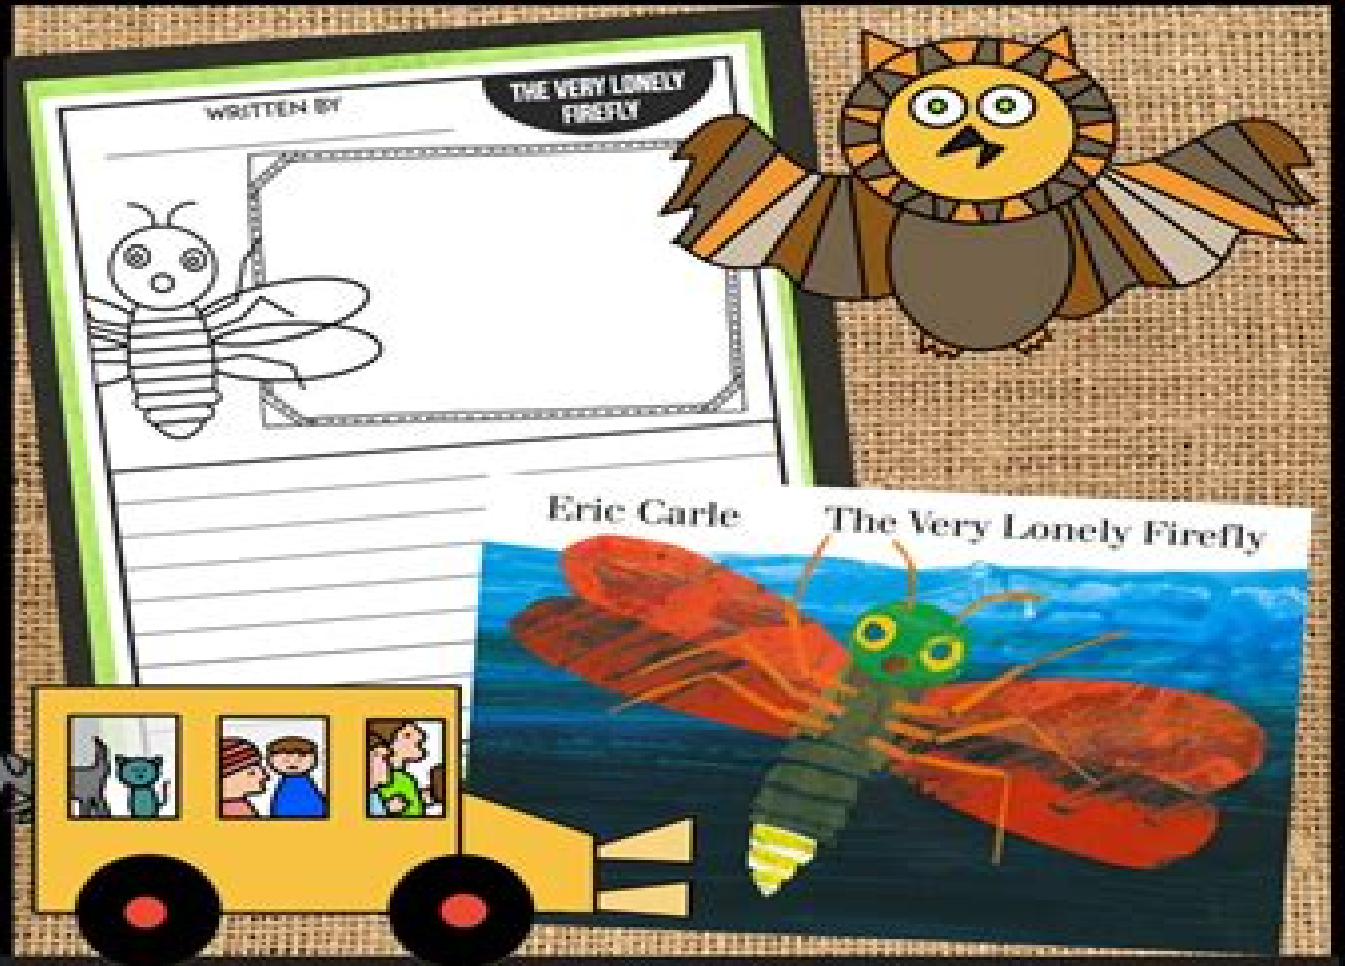 WRITTEN BY
THE VERY LONELY
FIREFLY
Eric Carle
The Very Lonely Firefly